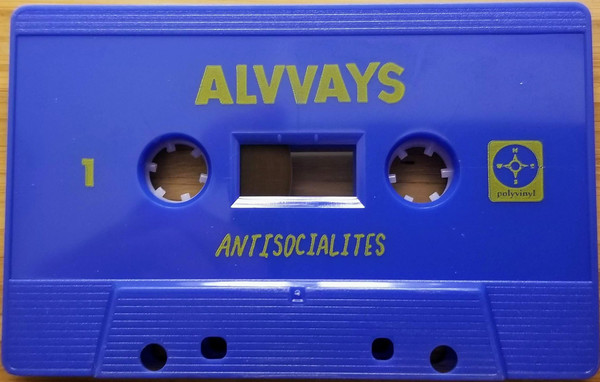 ALVVAYS
1
polyvinyl
ANTISOCIALITES